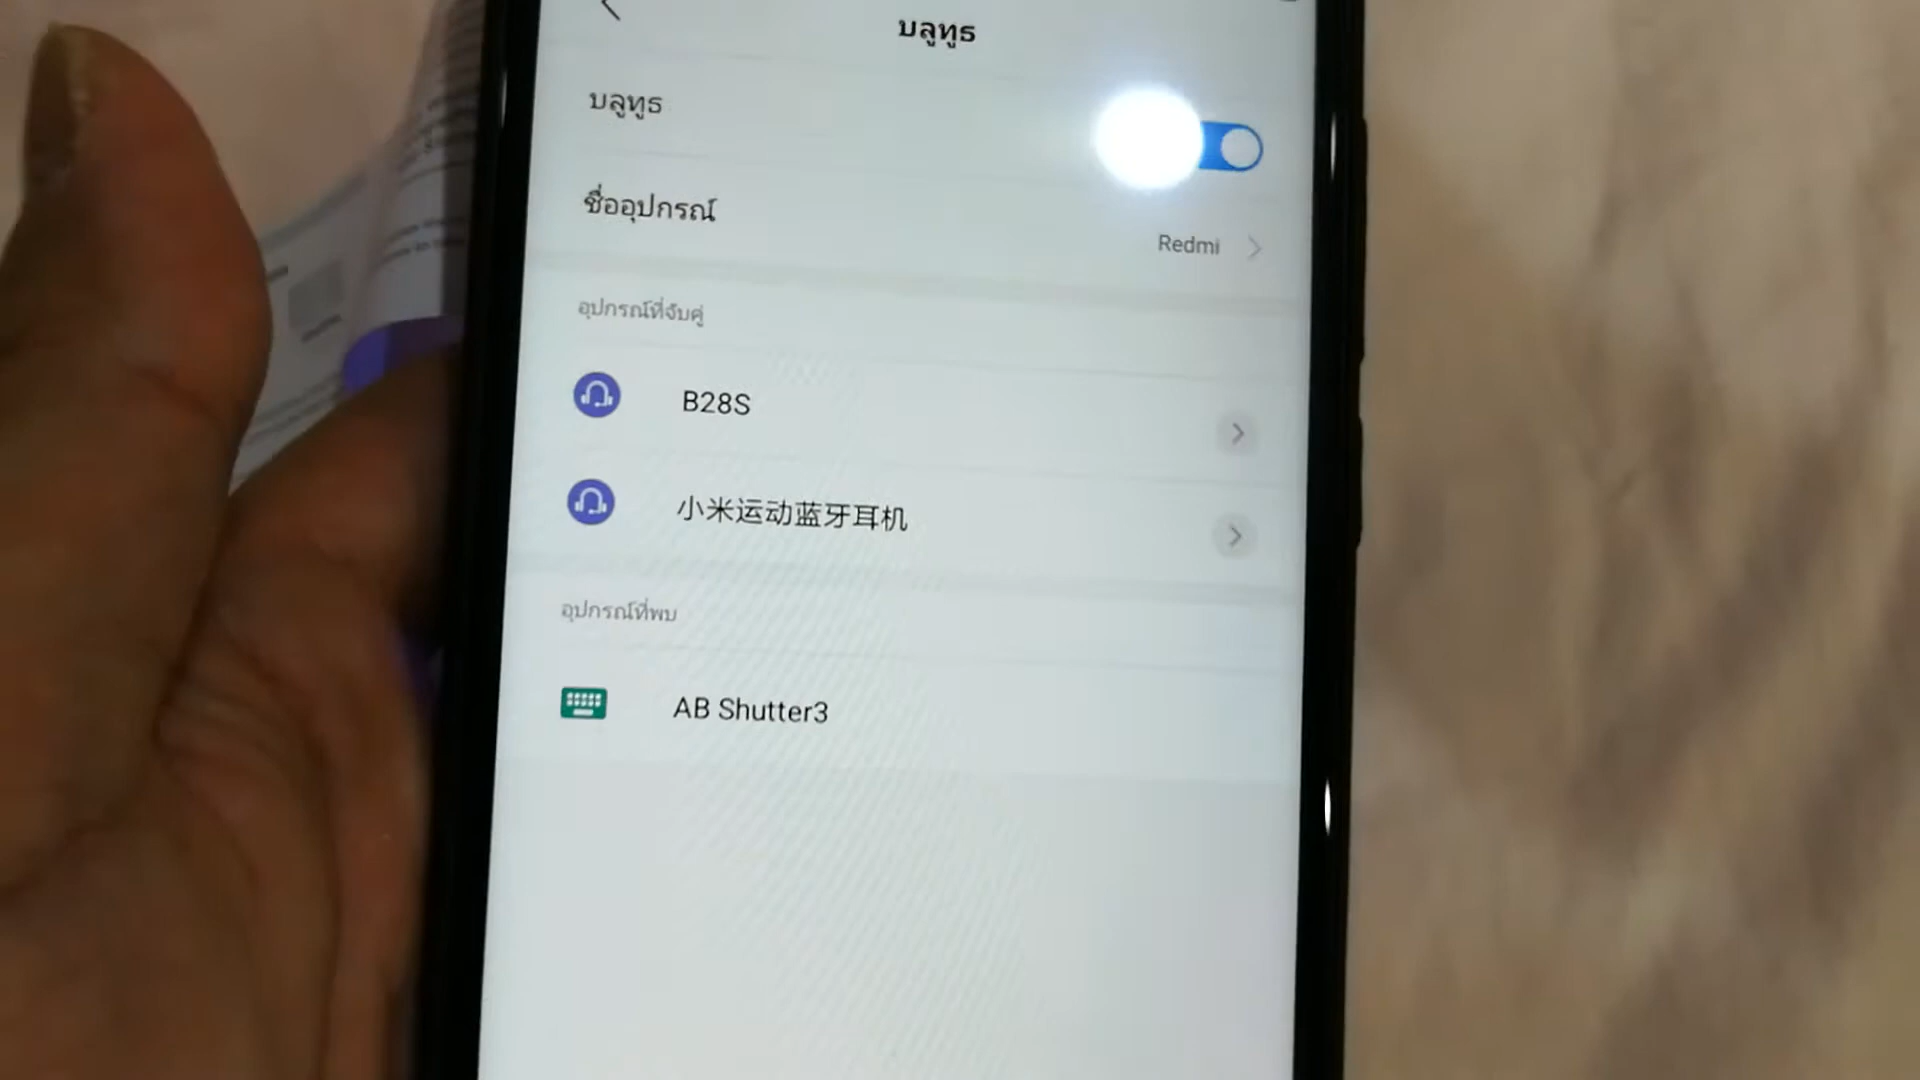 บลูทูธ
บลูทูธ
ชื่ออุปกรณ์
Redmi
อุปกรณ์ที่จับคู่
B28S
小米运动蓝牙耳机
อุปกรณ์ที่พบ
AB Shutter3